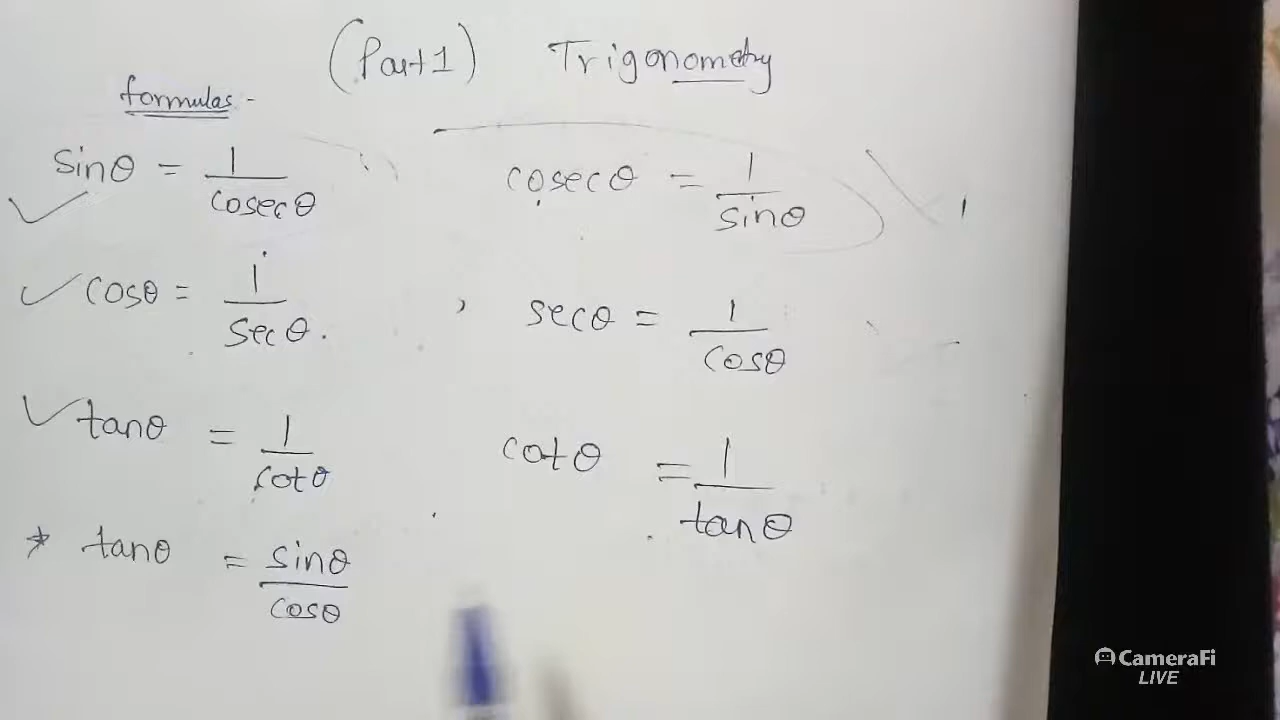 (Part 1) Trigonometry
formulas -
sinθ = 1/cosecθ
cosecθ = 1/sinθ
cosθ = 1/secθ.
, secθ = 1/cosθ
tanθ = 1/cotθ
cotθ = 1/tanθ
* tanθ = sinθ/cosθ
CameraFi
LIVE